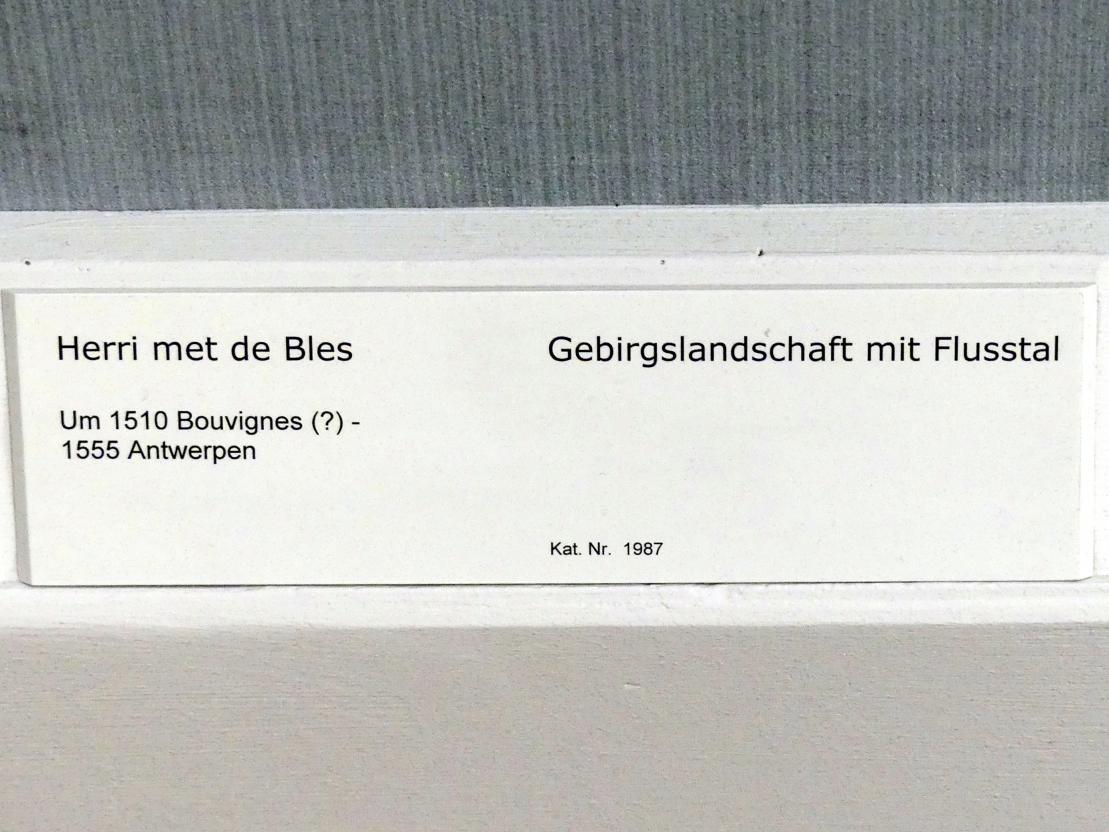 Herri met de Bles
Um 1510 Bouvignes (?) -
1555 Antwerpen
Gebirgslandschaft mit Flusstal
Kat. Nr. 1987